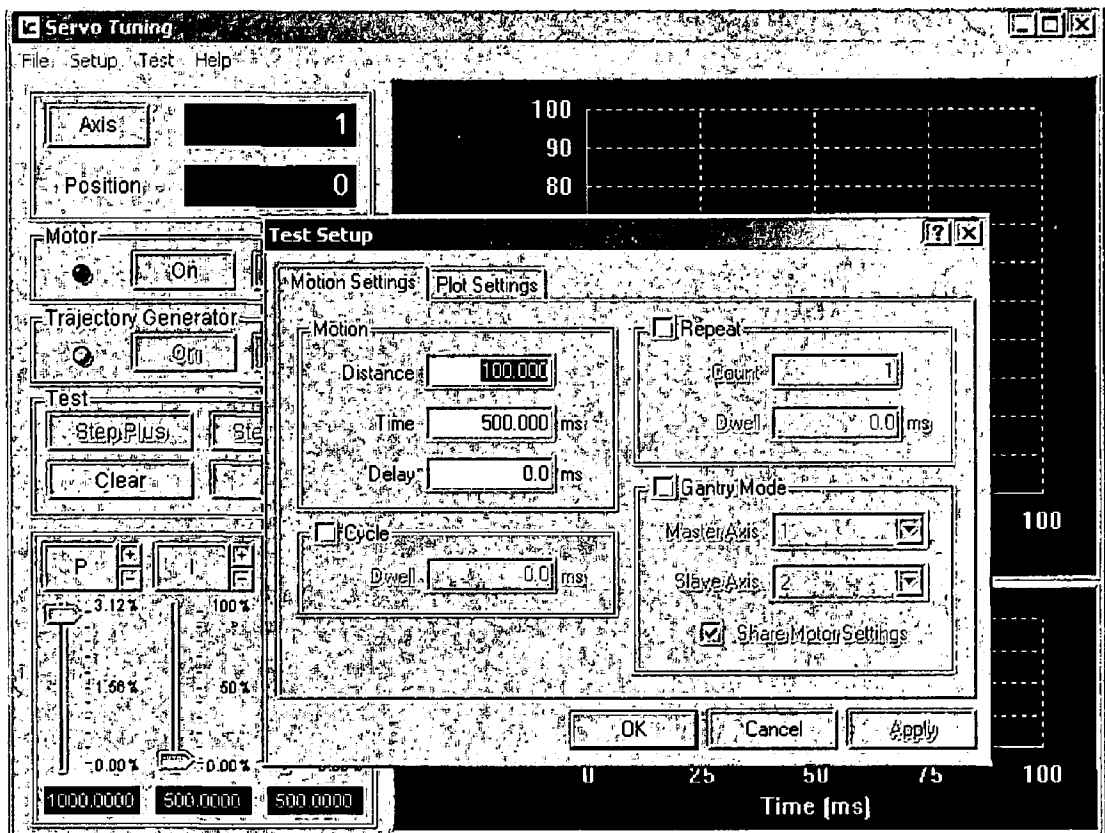 Servo Tuning
File Setup Test Help
Axis 1
Position 0
Motor
On
Trajectory Generator
On
Test
Step Plus Ste
Clear
P + -
I + -
3.12%
1.56%
0.00%
100%
50%
0.00%
1000.0000 500.0000 500.0000
100
90
80
100
0 25 50 75 100
Time (ms)
Test Setup
Motion Settings Plot Settings
Motion
Distance 100.000
Time 500.000 ms
Delay 0.0 ms
Cycle
Dwell 0.0 ms
Repeat
Count 1
Dwell 0.0 ms
Gantry Mode
Master Axis 1
Slave Axis 2
Share Motor Settings
OK Cancel Apply